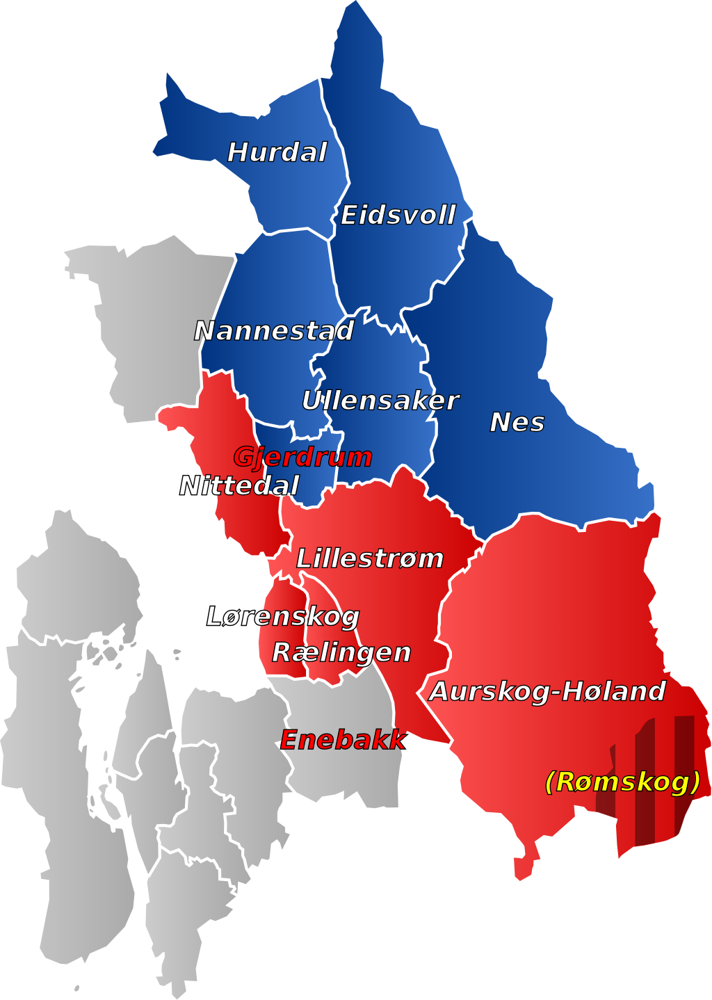 Hurdal
Eidsvoll
Nannestad
Ullensaker
Nes
Gjerdrum
Nittedal
Lillestrøm
Lørenskog
Rælingen
Aurskog-Høland
Enebakk
(Rømskog)